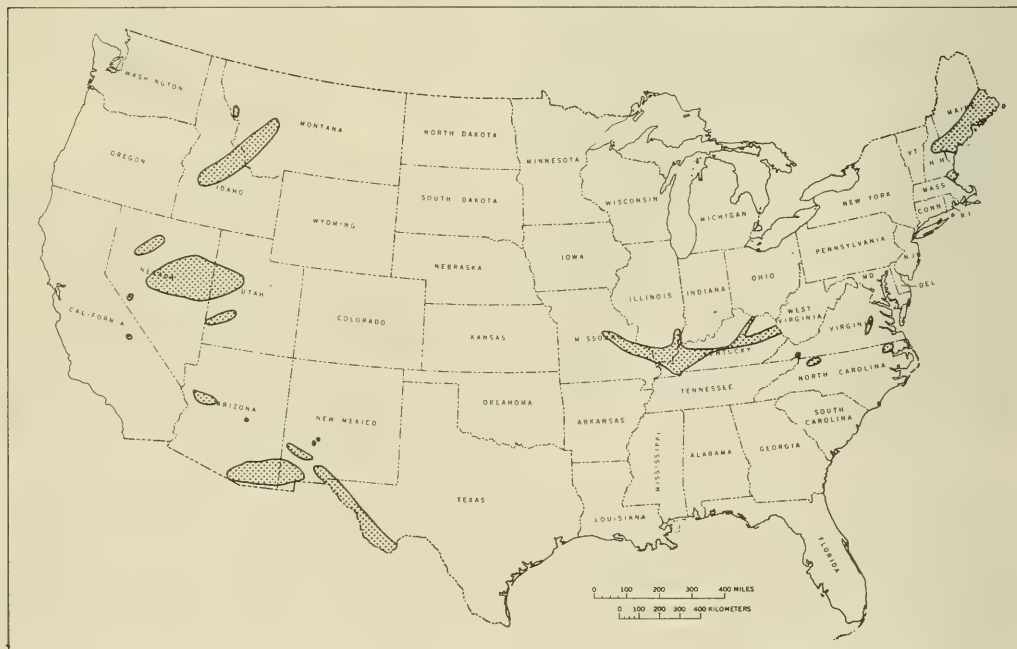 WASHINGTON
MONTANA
NORTH DAKOTA
MINNESOTA
MAINE
OREGON
IDAHO
SOUTH DAKOTA
WISCONSIN
MICHIGAN
VT
N H
NEW YORK
MASS
CONN
R I
WYOMING
NEBRASKA
IOWA
PENNSYLVANIA
N J
NEVADA
UTAH
ILLINOIS
INDIANA
OHIO
MD
DEL
CALIFORNIA
COLORADO
KANSAS
MISSOURI
WEST
VIRGINIA
VIRGINIA
KENTUCKY
NORTH CAROLINA
TENNESSEE
ARIZONA
NEW MEXICO
OKLAHOMA
ARKANSAS
SOUTH
CAROLINA
MISSISSIPPI
ALABAMA
GEORGIA
TEXAS
LOUISIANA
FLORIDA
0 100 200 300 400 MILES
0 100 200 300 400 KILOMETERS